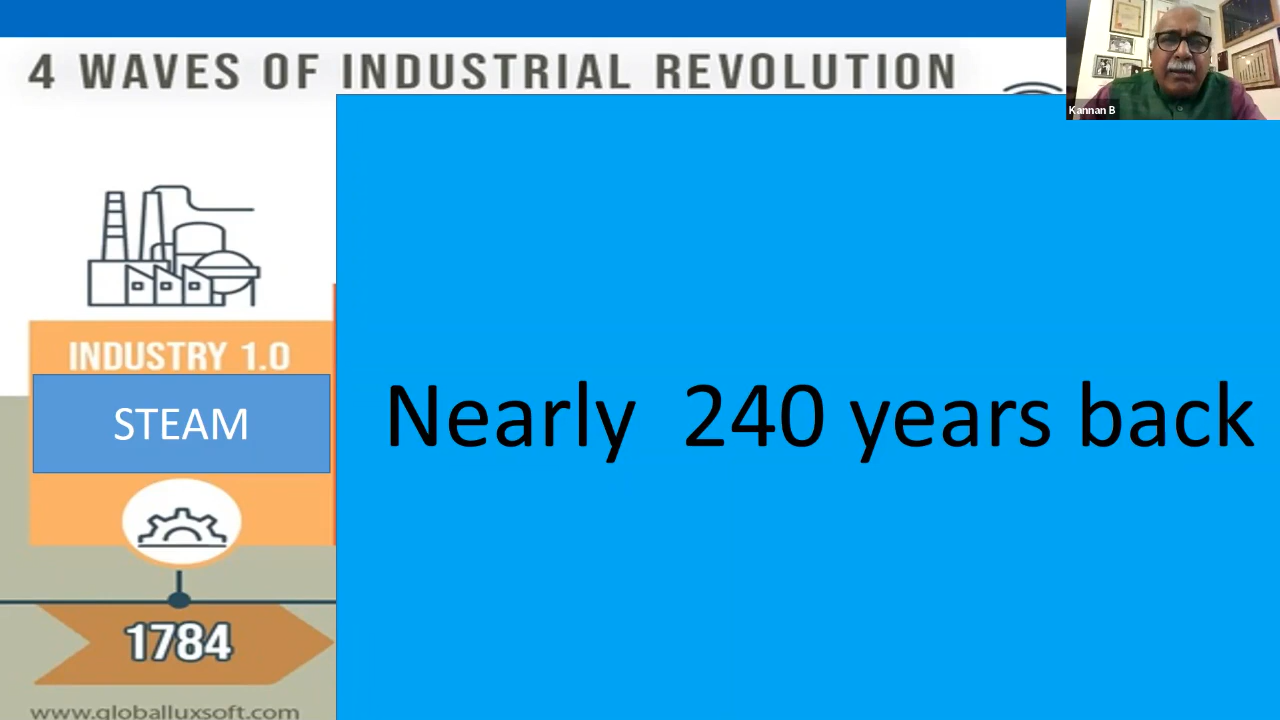 4 WAVES OF INDUSTRIAL REVOLUTION
Kannan B
INDUSTRY 1.0
STEAM
Nearly  240 years back
1784
www.globalluxsoft.com